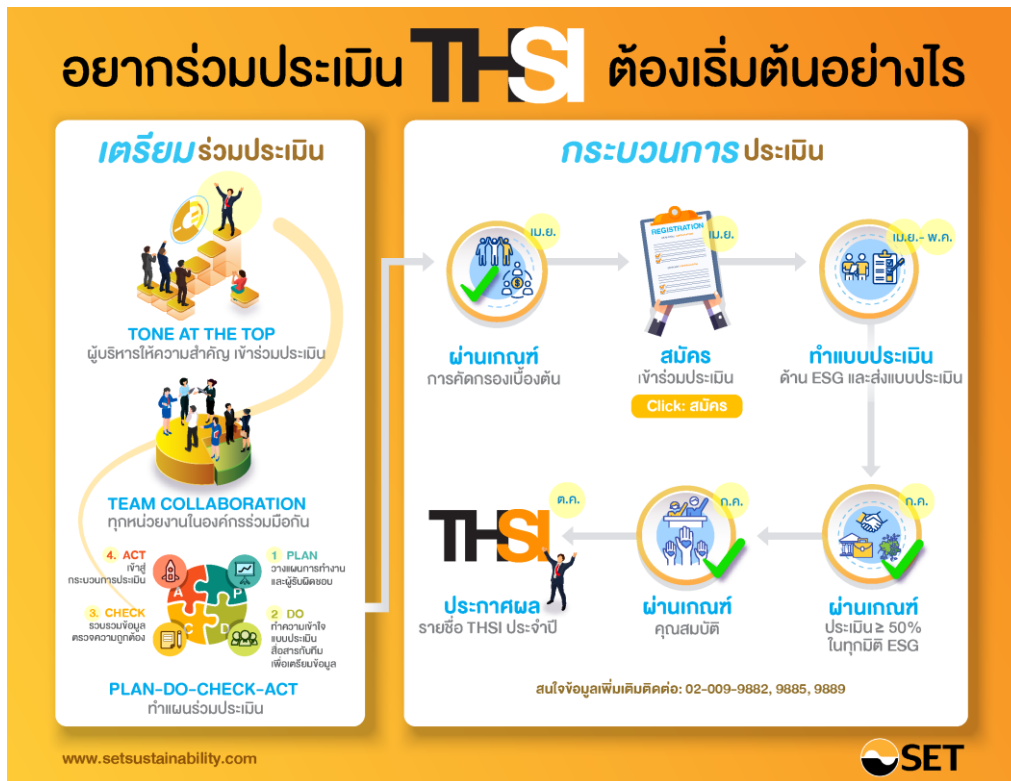 อยากร่วมประเมิน THSI ต้องเริ่มต้นอย่างไร
เตรียมร่วมประเมิน
TONE AT THE TOP
ผู้บริหารให้ความสำคัญ เข้าร่วมประเมิน
TEAM COLLABORATION
ทุกหน่วยงานในองค์กรร่วมมือกัน
4. ACT
เข้าสู่
กระบวนการประเมิน
1 PLAN
วางแผนการทำงาน
และผู้รับผิดชอบ
A P
C D
3. CHECK
รวบรวมข้อมูล
ตรวจความถูกต้อง
2 DO
ทำความเข้าใจ
แบบประเมิน
สื่อสารกับทีม
เพื่อเตรียมข้อมูล
PLAN-DO-CHECK-ACT
ทำแผนร่วมประเมิน
กระบวนการประเมิน
เม.ย.
ผ่านเกณฑ์
การคัดกรองเบื้องต้น
REGISTRATION
เม.ย.
สมัคร
เข้าร่วมประเมิน
Click: สมัคร
เม.ย.- พ.ค.
ทำแบบประเมิน
ด้าน ESG และส่งแบบประเมิน
ต.ค.
THSI
ประกาศผล
รายชื่อ THSI ประจำปี
ก.ค.
ผ่านเกณฑ์
คุณสมบัติ
ก.ค.
ผ่านเกณฑ์
ประเมิน ≥ 50%
ในทุกมิติ ESG
สนใจข้อมูลเพิ่มเติมติดต่อ: 02-009-9882, 9885, 9889
www.setsustainability.com
SET